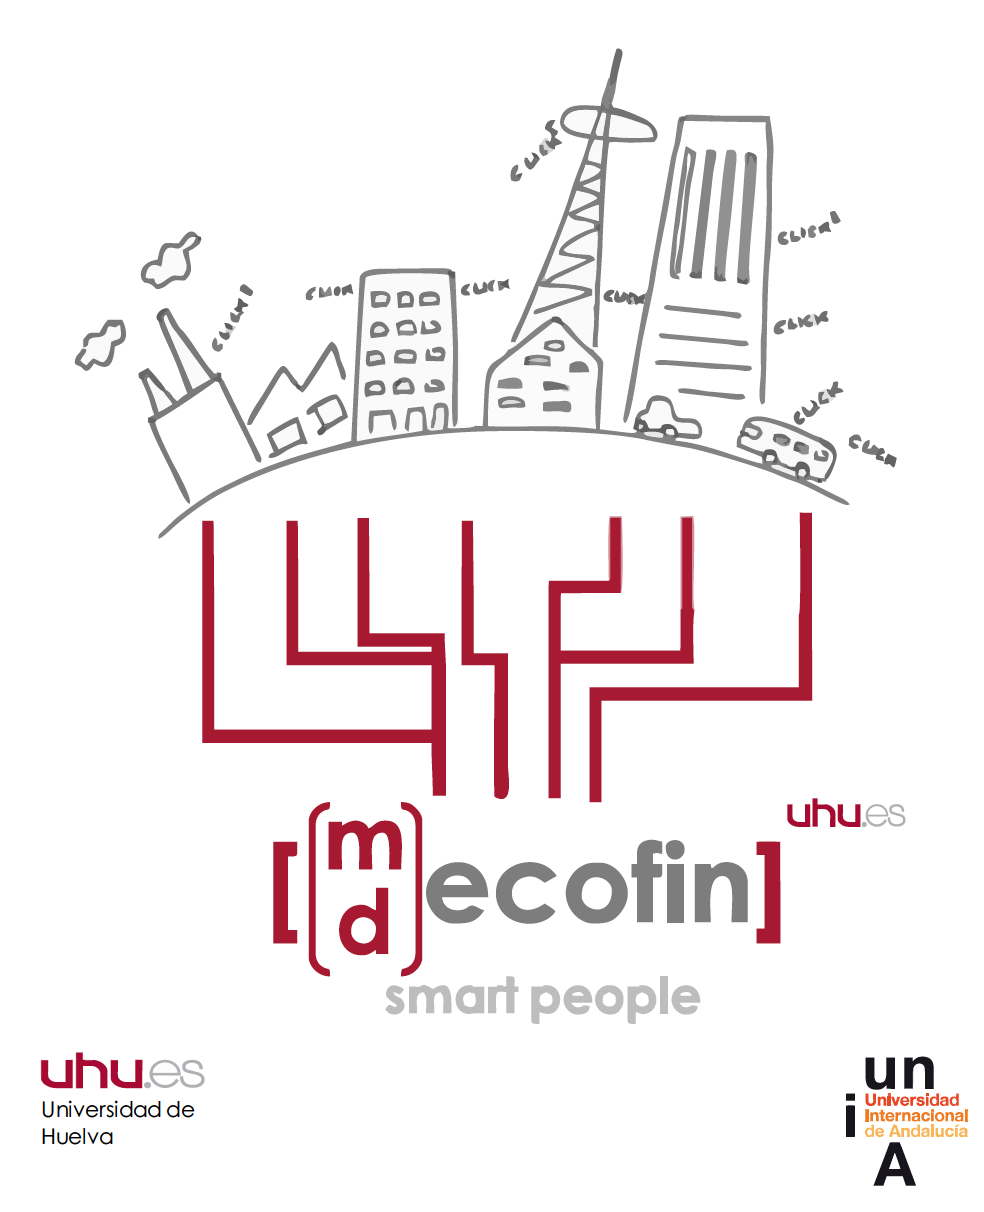 CLICK
CLICK!
CLICK!
CLICK
CLICK
CLICK
CLICK
CLICK
CLICK
uhu.es
[(m
d)ecofin]
smart people
uhu.es
Universidad de
Huelva
un
i
Universidad
Internacional
de Andalucía
A